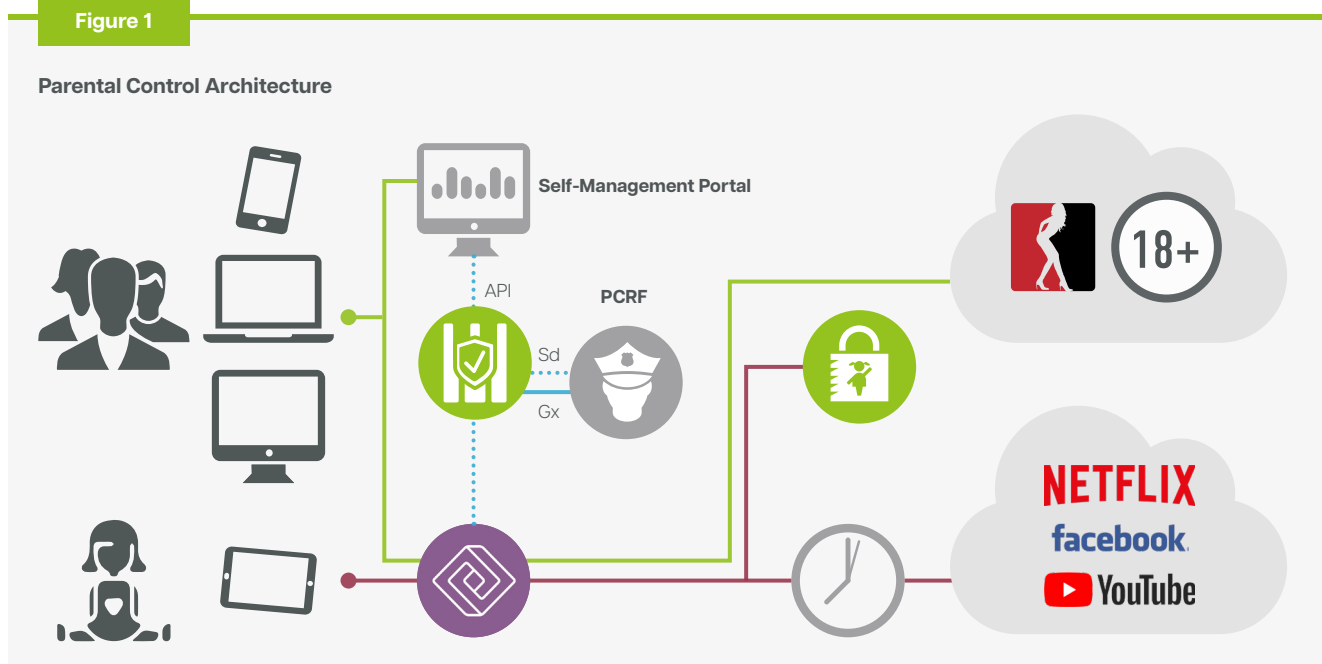 Figure 1
Parental Control Architecture
Self-Management Portal
API
PCRF
Sd
Gx
18+
NETFLIX
facebook.
YouTube